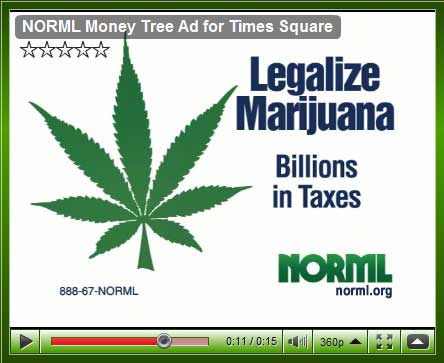 NORML Money Tree Ad for Times Square
Legalize
Marijuana
Billions
in Taxes
NORML
norml.org
888-67-NORML
0:11 / 0:15
360p